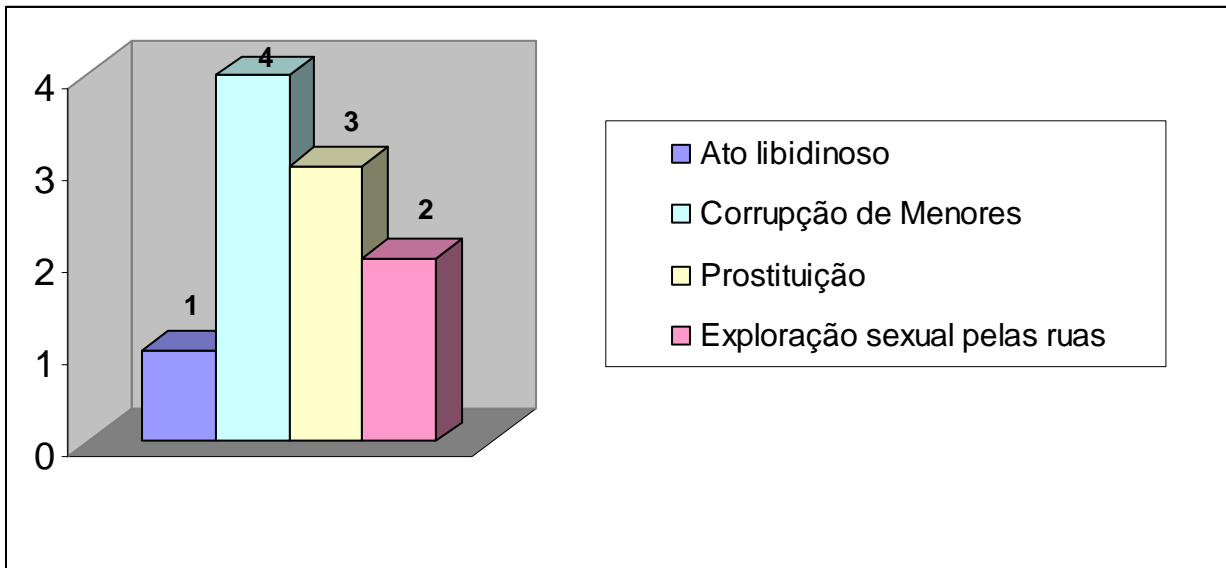 4
3
2
1
0
1
4
3
2
Ato libidinoso
Corrupção de Menores
Prostituição
Exploração sexual pelas ruas